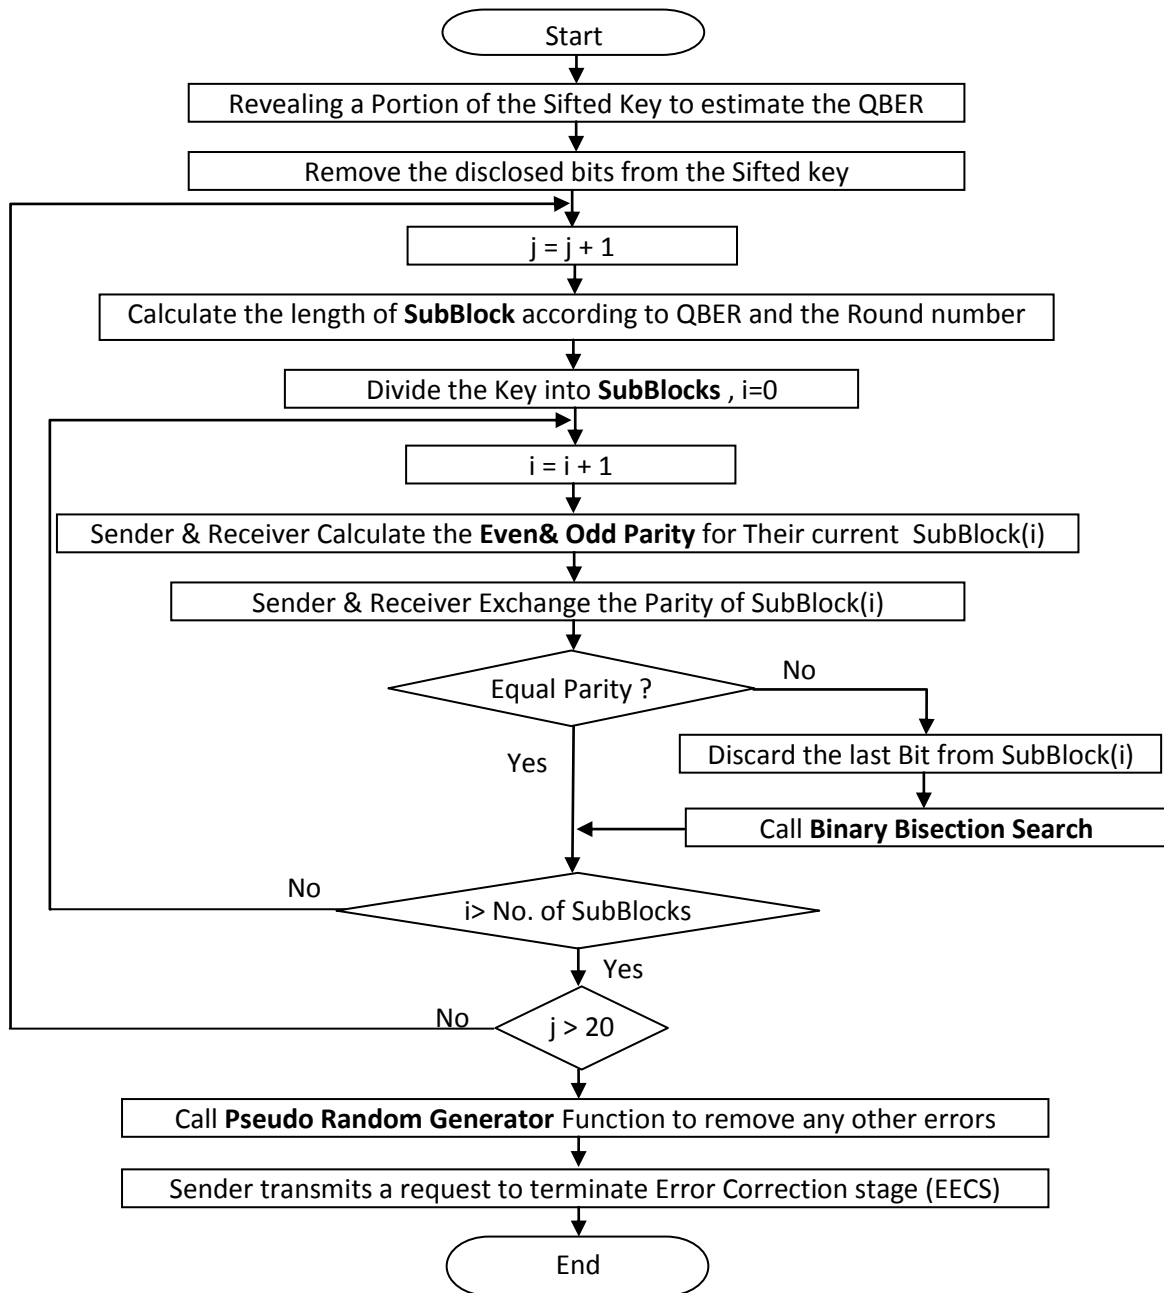 Start
Revealing a Portion of the Sifted Key to estimate the QBER
Remove the disclosed bits from the Sifted key
j = j + 1
Calculate the length of SubBlock according to QBER and the Round number
Divide the Key into SubBlocks , i=0
i = i + 1
Sender & Receiver Calculate the Even& Odd Parity for Their current SubBlock(i)
Sender & Receiver Exchange the Parity of SubBlock(i)
Equal Parity ?
No
Yes
Discard the last Bit from SubBlock(i)
Call Binary Bisection Search
No
i> No. of SubBlocks
Yes
No
j > 20
Call Pseudo Random Generator Function to remove any other errors
Sender transmits a request to terminate Error Correction stage (EECS)
End